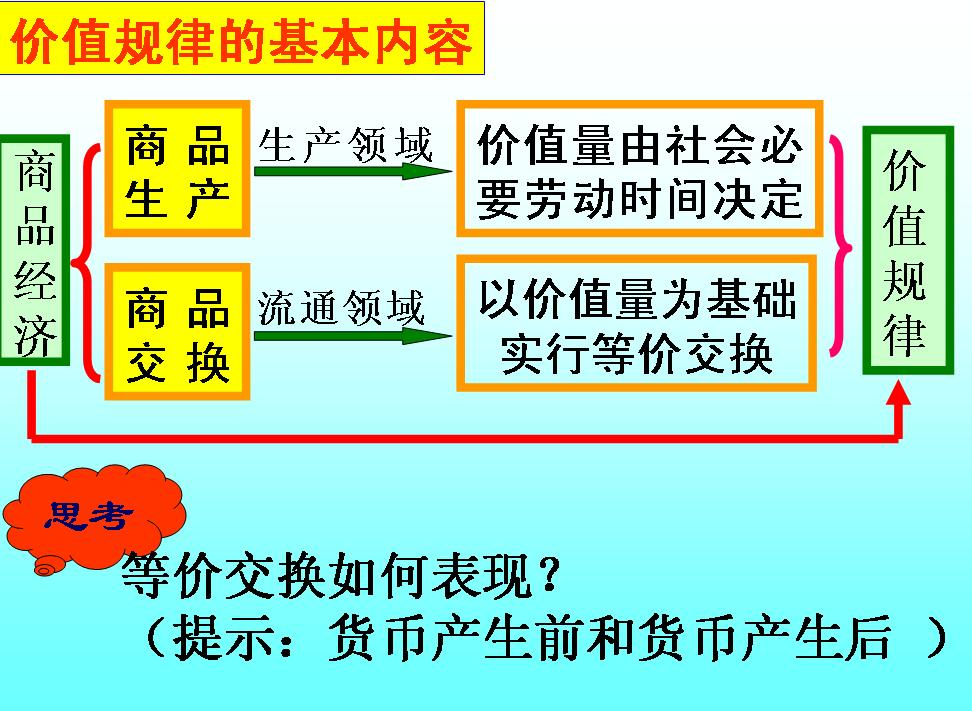 价值规律的基本内容
商品经济
商 品
生 产
生产领域
价值量由社会必
要劳动时间决定
商 品
交 换
流通领域
以价值量为基础
实行等价交换
价值规律
思考
等价交换如何表现？
（提示：货币产生前和货币产生后 ）